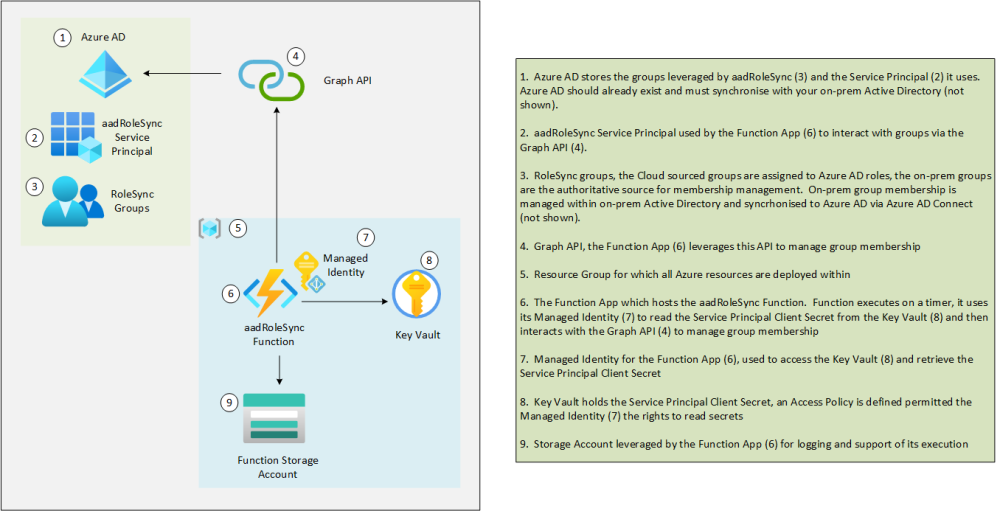 1
Azure AD
4
Graph API
2
aadRoleSync
Service
Principal
3
RoleSync
Groups
5
7
Managed
Identity
8
6
aadRoleSync
Function
Key Vault
9
Function Storage
Account
1. Azure AD stores the groups leveraged by aadRoleSync (3) and the Service Principal (2) it uses.
Azure AD should already exist and must synchronise with your on-prem Active Directory (not
shown).
2. aadRoleSync Service Principal used by the Function App (6) to interact with groups via the
Graph API (4).
3. RoleSync groups, the Cloud sourced groups are assigned to Azure AD roles, the on-prem groups
are the authoritative source for membership management. On-prem group membership is
managed within on-prem Active Directory and syncrhonised to Azure AD via Azure AD Connect
(not shown).
4. Graph API, the Function App (6) leverages this API to manage group membership
5. Resource Group for which all Azure resources are deployed within
6. The Function App which hosts the aadRoleSync Function. Function executes on a timer, it uses
its Managed Identity (7) to read the Service Principal Client Secret from the Key Vault (8) and then
interacts with the Graph API (4) to manage group membership
7. Managed Identity for the Function App (6), used to access the Key Vault (8) and retrieve the
Service Principal Client Secret
8. Key Vault holds the Service Principal Client Secret, an Access Policy is defined permitted the
Managed Identity (7) the rights to read secrets
9. Storage Account leveraged by the Function App (6) for logging and support of its execution